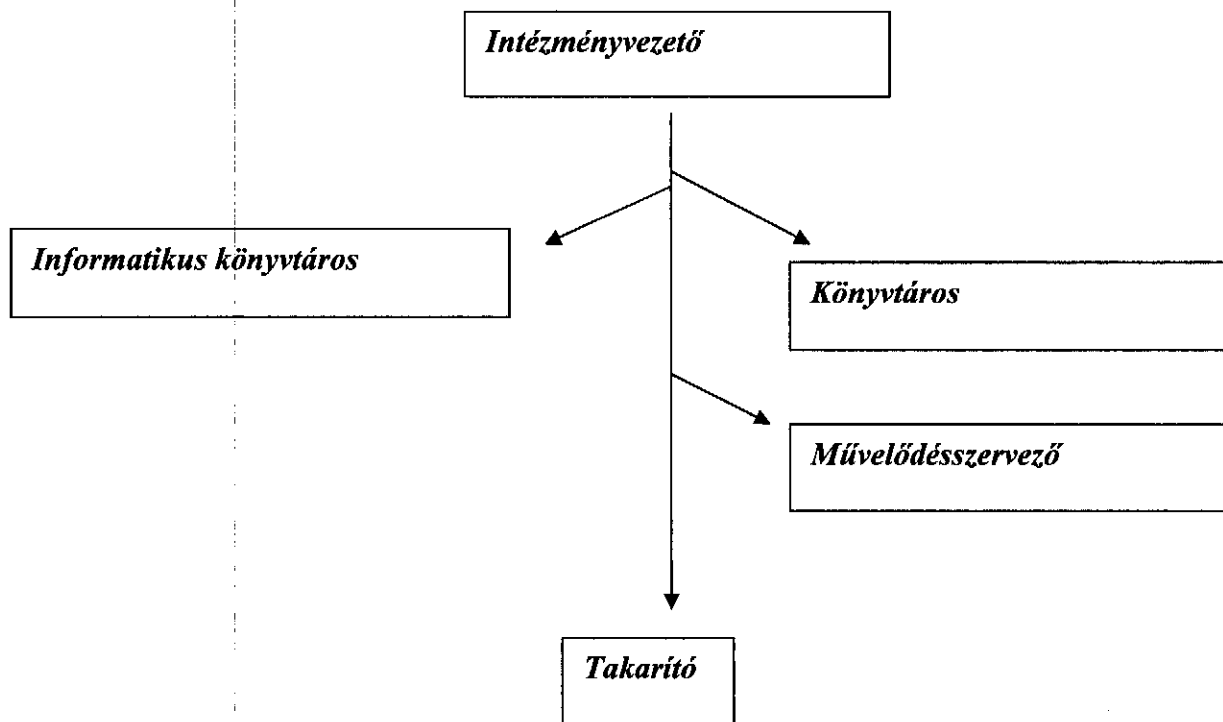 Intézményvezető
Informatikus könyvtáros
Könyvtáros
Művelődésszervező
Takarító